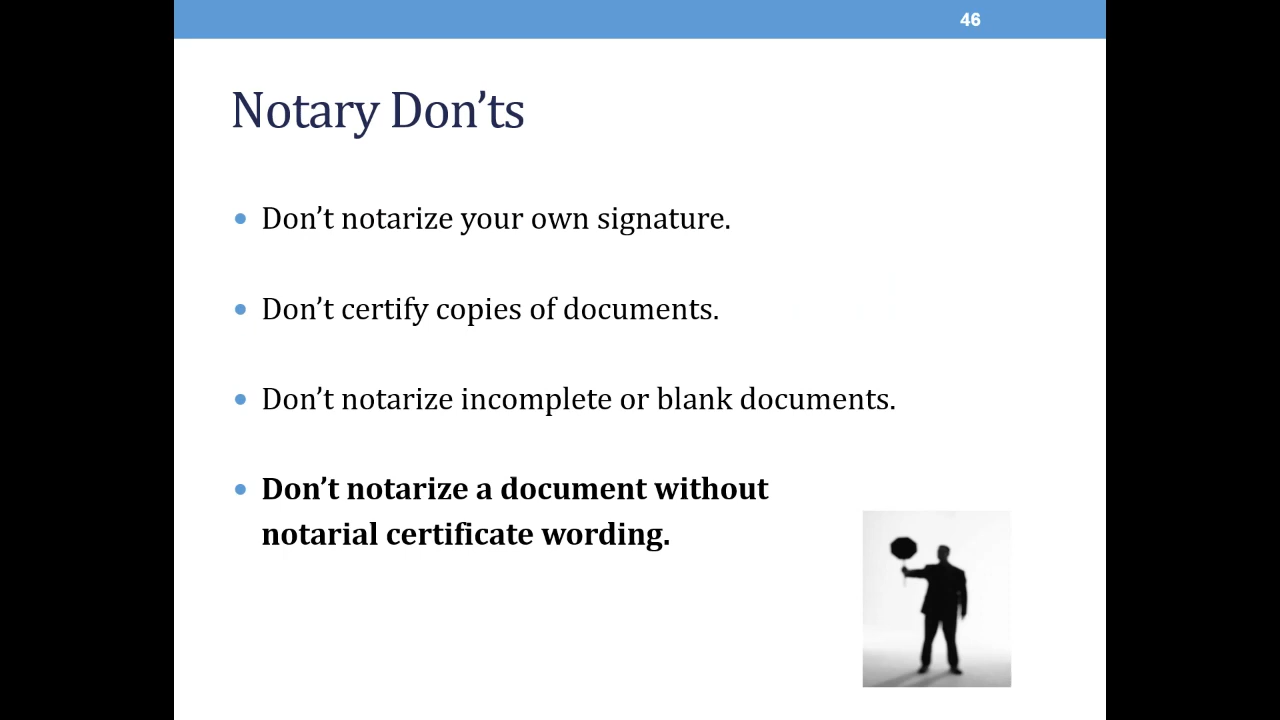 46
Notary Don’ts
• Don’t notarize your own signature.
• Don’t certify copies of documents.
• Don’t notarize incomplete or blank documents.
• Don’t notarize a document without
notarial certificate wording.